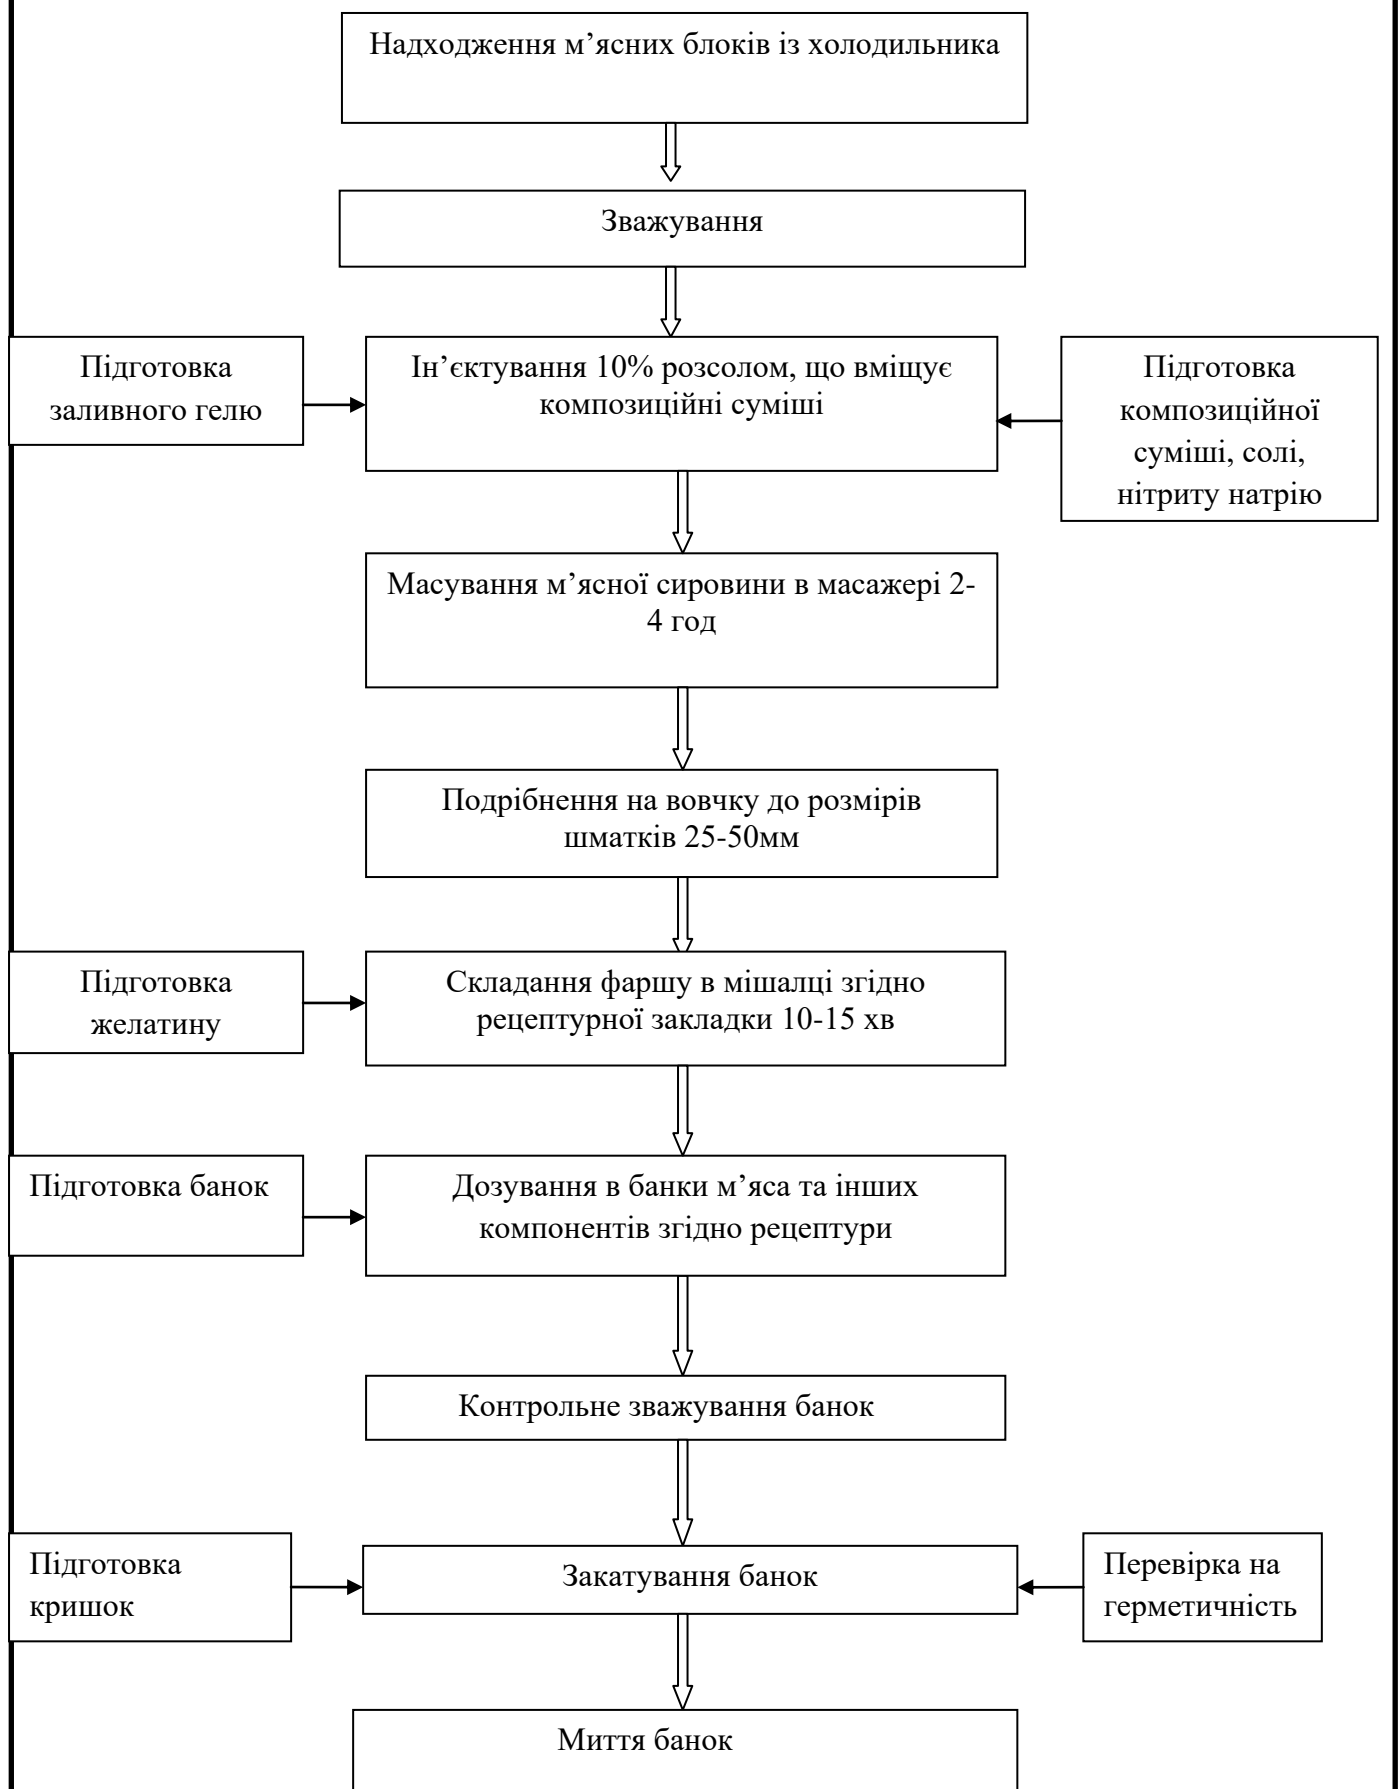 Надходження м’ясних блоків із холодильника
Зважування
Підготовка
заливного гелю
Ін’єктування 10% розсолом, що вміщує
композиційні суміші
Підготовка
композиційної
суміші, солі,
нітриту натрію
Масування м’ясної сировини в масажері 2-
4 год
Подрібнення на вовчку до розмірів
шматків 25-50мм
Підготовка
желатину
Складання фаршу в мішалці згідно
рецептурної закладки 10-15 хв
Підготовка банок
Дозування в банки м’яса та інших
компонентів згідно рецептури
Контрольне зважування банок
Підготовка
кришок
Закатування банок
Перевірка на
герметичність
Миття банок